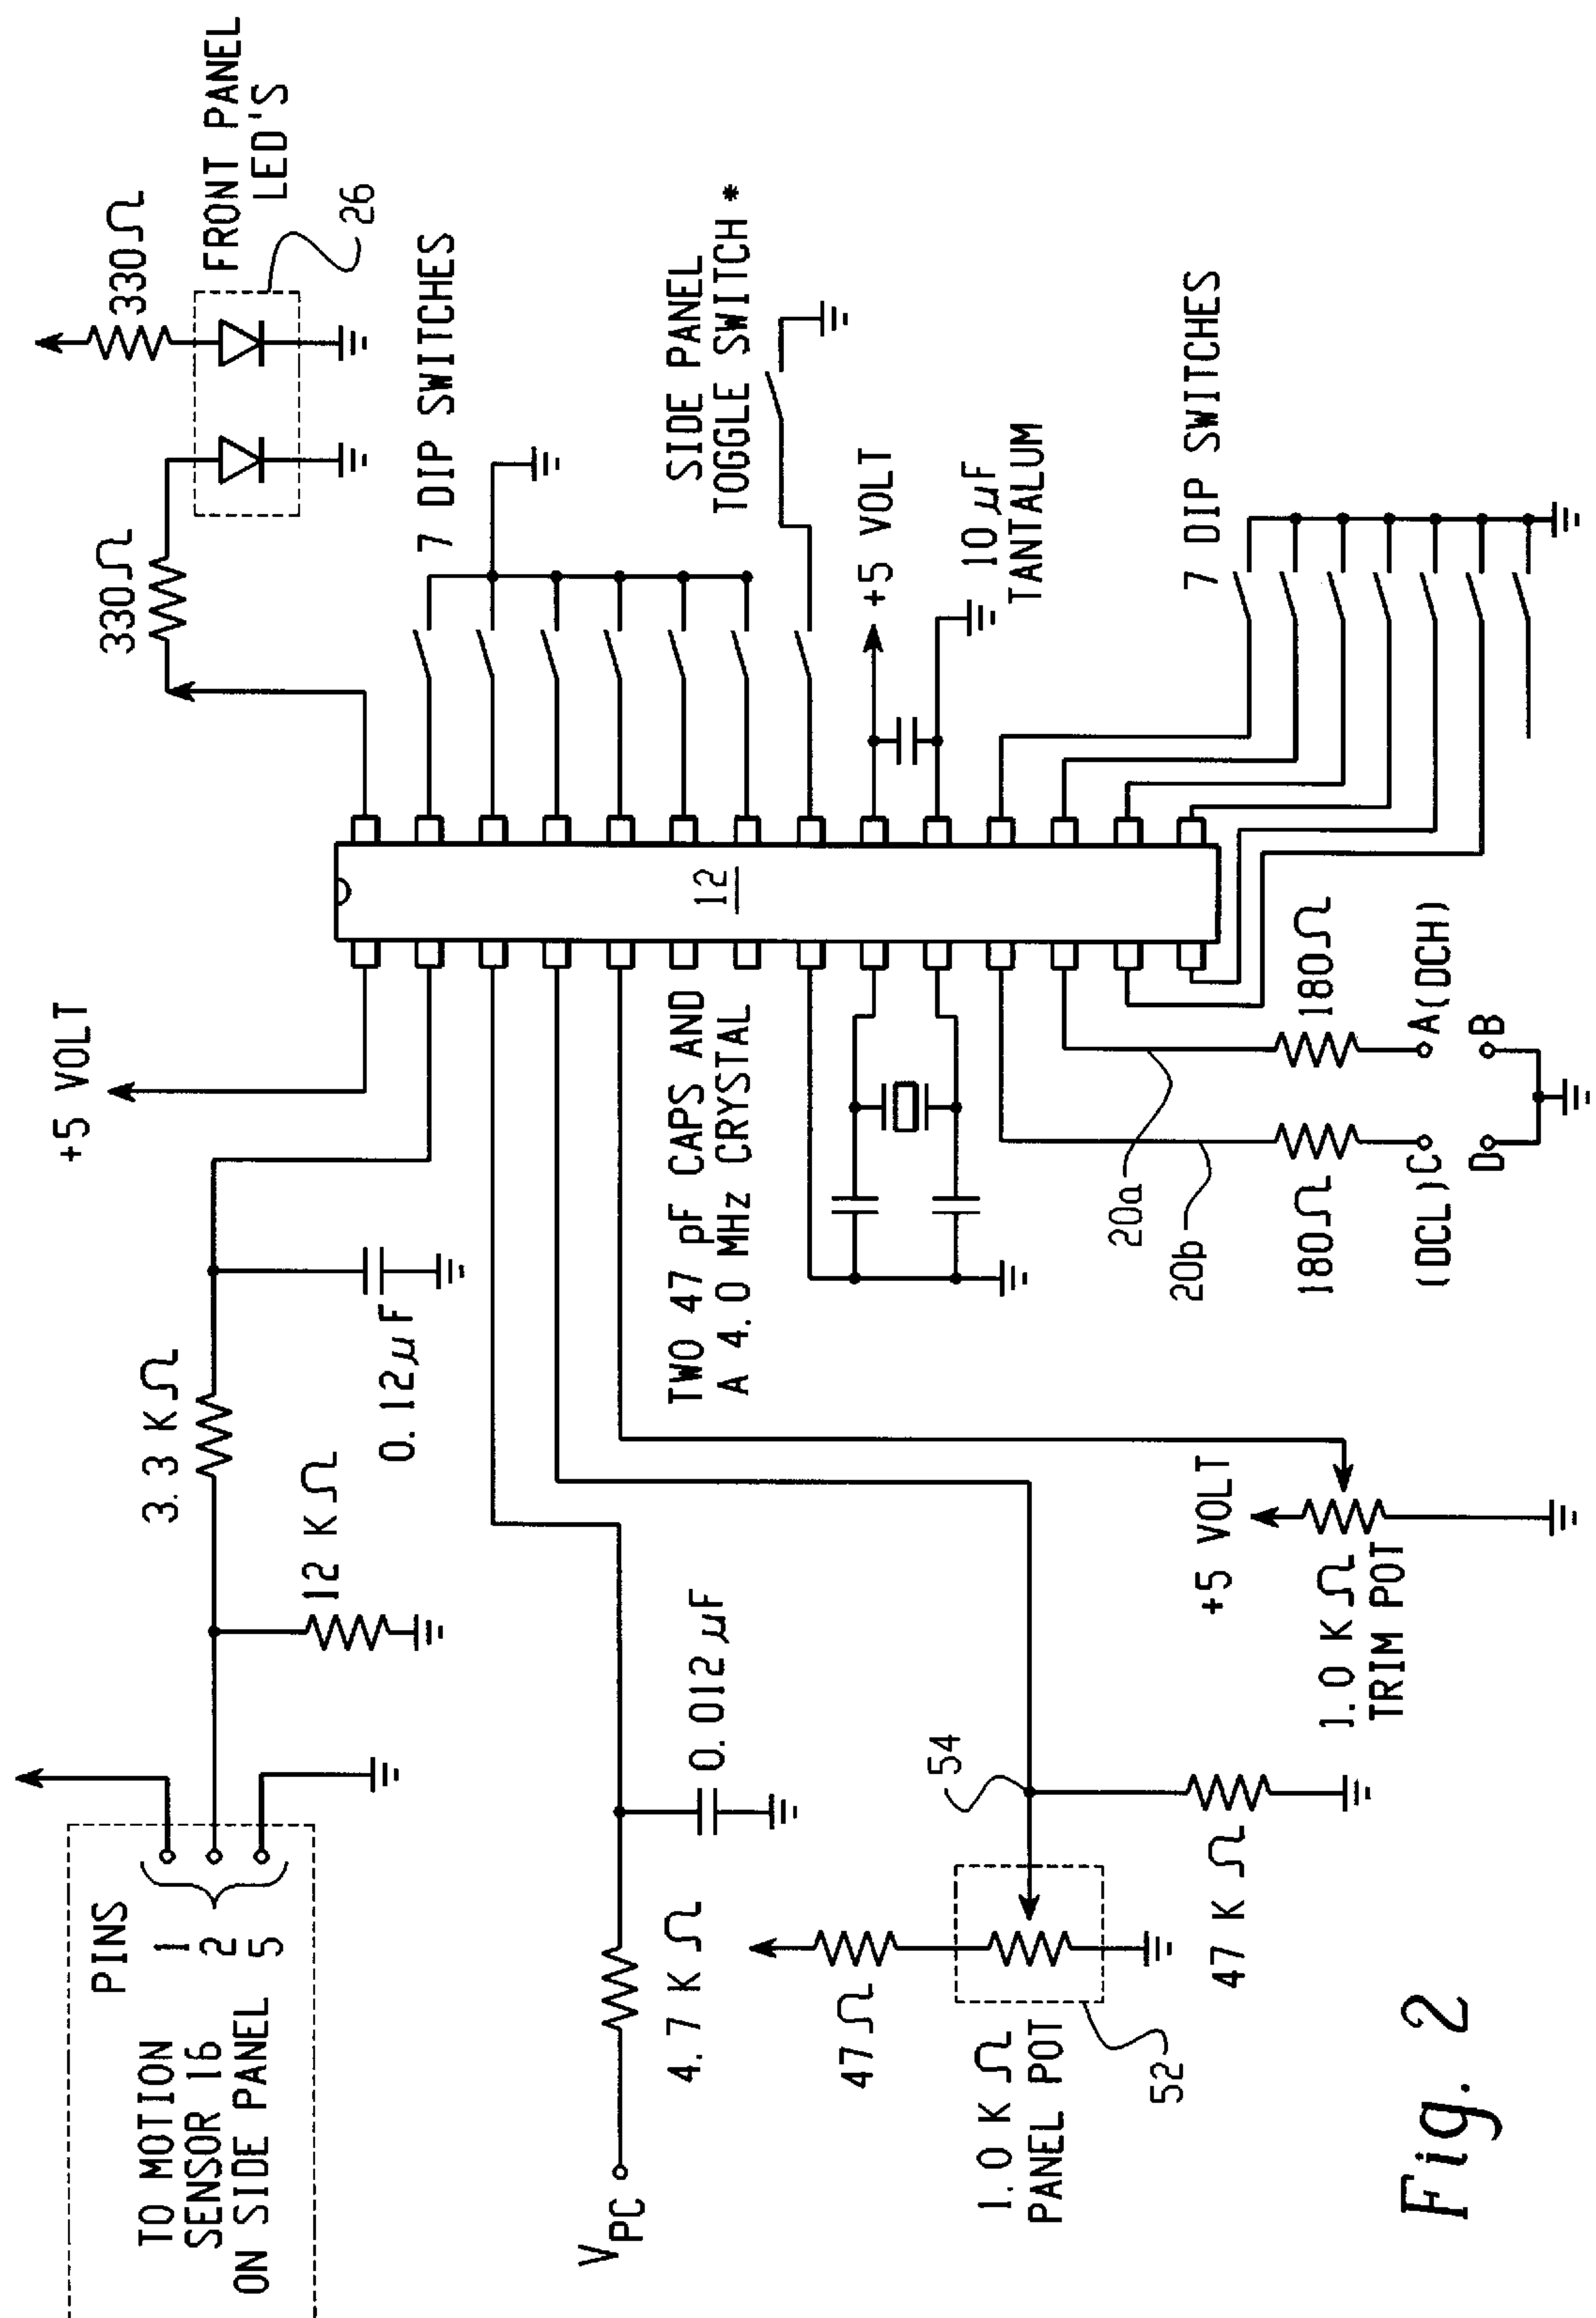 TO MOTION
SENSOR 16
ON SIDE PANEL
PINS
1
2
5
3.3 KΩ
12 KΩ
0.12μF
+5 VOLT
330Ω
330Ω
FRONT PANEL
LED'S
26
7 DIP SWITCHES
SIDE PANEL
TOGGLE SWITCH *
VPC
4.7 KΩ
0.012 μF
TWO 47 pF CAPS AND
A 4.0 MHz CRYSTAL
12
+5 VOLT
10 μF
TANTALUM
47Ω
1.0 KΩ
PANEL POT
52
54
47 KΩ
+5 VOLT
1.0 KΩ
TRIM POT
20a
20b
180Ω
180Ω
(DCL) C
A (DCH)
D
B
7 DIP SWITCHES
Fig. 2